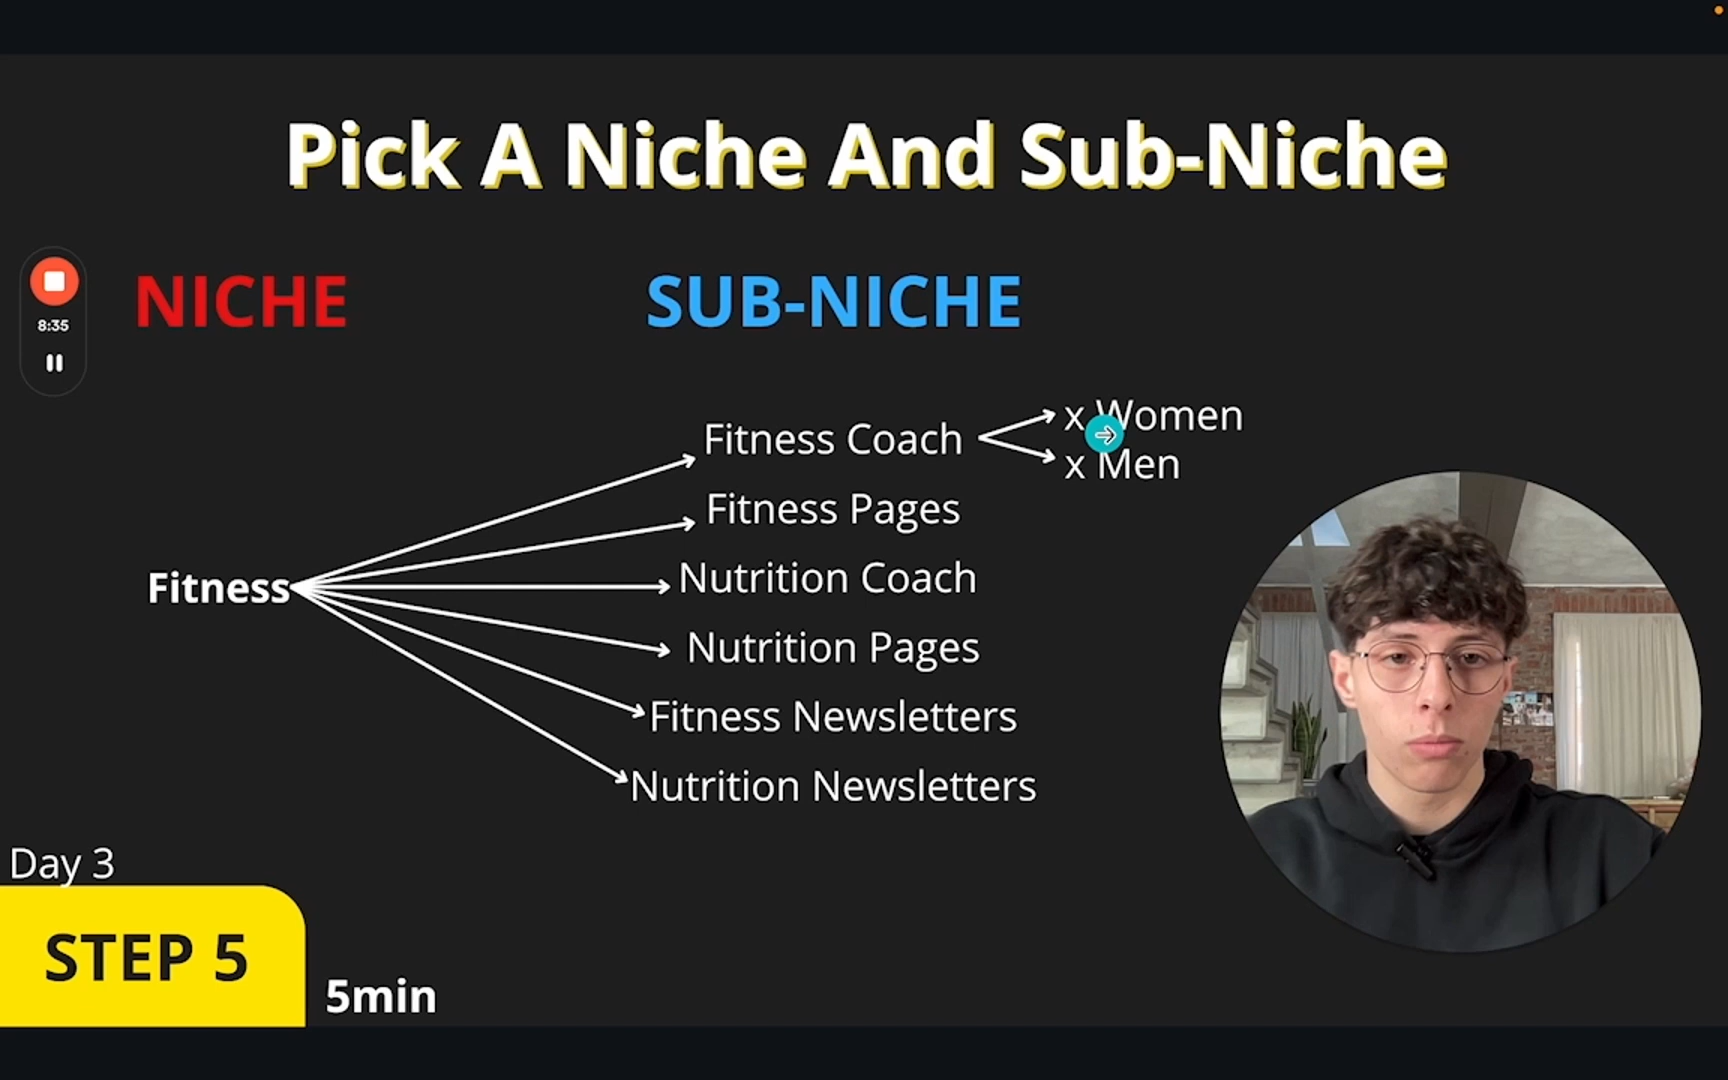 Pick A Niche And Sub-Niche
NICHE
SUB-NICHE
8:35
Fitness
Fitness Coach
x Women
x Men
Fitness Pages
Nutrition Coach
Nutrition Pages
Fitness Newsletters
Nutrition Newsletters
Day 3
STEP 5
5min